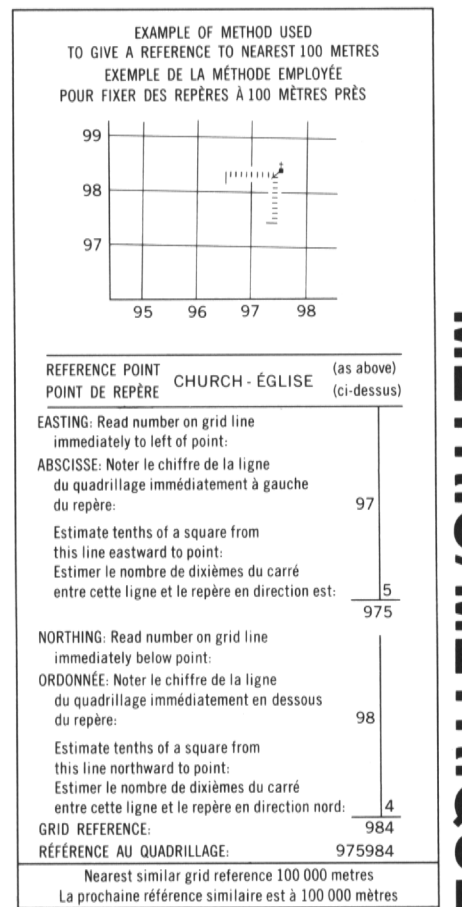 EXAMPLE OF METHOD USED
TO GIVE A REFERENCE TO NEAREST 100 METRES
EXEMPLE DE LA MÉTHODE EMPLOYÉE
POUR FIXER DES REPÈRES À 100 MÈTRES PRÈS
99
98
97
95 96 97 98
REFERENCE POINT
POINT DE REPÈRE
CHURCH - ÉGLISE
(as above)
(ci-dessus)
EASTING: Read number on grid line
immediately to left of point:
ABSCISSE: Noter le chiffre de la ligne
du quadrillage immédiatement à gauche
du repère: 97
Estimate tenths of a square from
this line eastward to point:
Estimer le nombre de dixièmes du carré
entre cette ligne et le repère en direction est: 5
975
NORTHING: Read number on grid line
immediately below point:
ORDONNÉE: Noter le chiffre de la ligne
du quadrillage immédiatement en dessous
du repère: 98
Estimate tenths of a square from
this line northward to point:
Estimer le nombre de dixièmes du carré
entre cette ligne et le repère en direction nord: 4
GRID REFERENCE: 984
RÉFÉRENCE AU QUADRILLAGE: 975984
Nearest similar grid reference 100 000 metres
La prochaine référence similaire est à 100 000 mètres